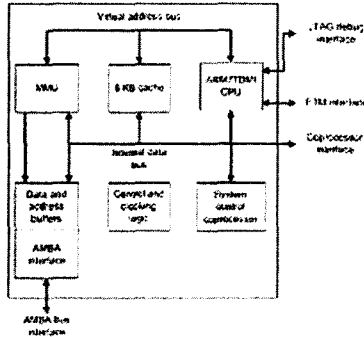 Virtual address bus
JTAG debug
interface
MMU
8 KB cache
ARM7TDMI
CPU
ETM interface
Coprocessor
interface
Internal data
bus
Data and
address
buffers
Control and
clocking
logic
System
control
coprocessor
AMBA
interface
AMBA bus
interface